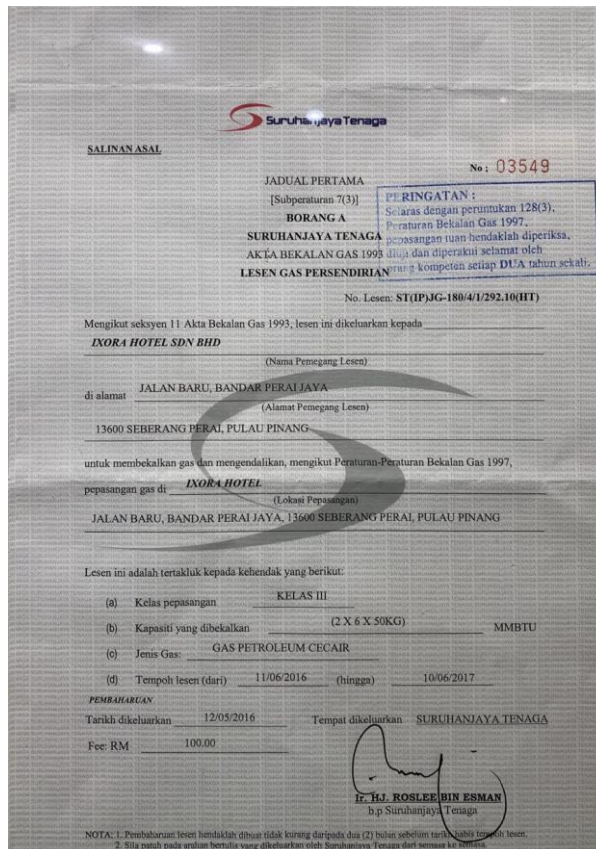 Suruhanjaya Tenaga
SALINAN ASAL
No: 03549
JADUAL PERTAMA
[Subperaturan 7(3)]
BORANG A
SURUHANJAYA TENAGA
AKTA BEKALAN GAS 1993
LESEN GAS PERSENDIRIAN
PERINGATAN :
Selaras dengan peruntukan 128(3),
Peraturan Bekalan Gas 1997,
pepasangan tuan hendaklah diperiksa,
diuji dan diperakui selamat oleh
orang kompeten setiap DUA tahun sekali.
No. Lesen: ST(IP)JG-180/4/1/292.10(HT)
Mengikut seksyen 11 Akta Bekalan Gas 1993, lesen ini dikeluarkan kepada
IXORA HOTEL SDN BHD
(Nama Pemegang Lesen)
di alamat JALAN BARU, BANDAR PERAI JAYA
(Alamat Pemegang Lesen)
13600 SEBERANG PERAI, PULAU PINANG
untuk membekalkan gas dan mengendalikan, mengikut Peraturan-Peraturan Bekalan Gas 1997,
pepasangan gas di IXORA HOTEL
(Lokasi Pepasangan)
JALAN BARU, BANDAR PERAI JAYA, 13600 SEBERANG PERAI, PULAU PINANG
Lesen ini adalah tertakluk kepada kehendak yang berikut:
(a) Kelas pepasangan KELAS III
(b) Kapasiti yang dibekalkan (2 X 6 X 50KG) MMBTU
(c) Jenis Gas: GAS PETROLEUM CECAIR
(d) Tempoh lesen (dari) 11/06/2016 (hingga) 10/06/2017
PEMBAHARUAN
Tarikh dikeluarkan 12/05/2016 Tempat dikeluarkan SURUHANJAYA TENAGA
Fee: RM 100.00
Ir. HJ. ROSLEE BIN ESMAN
b.p Suruhanjaya Tenaga
NOTA: 1. Pembaharuan lesen hendaklah dibuat tidak kurang daripada dua (2) bulan sebelum tarikh habis tempoh lesen.
2. Sila patuh pada arahan bertulis yang dikeluarkan oleh Suruhanjaya Tenaga dari semasa ke semasa.